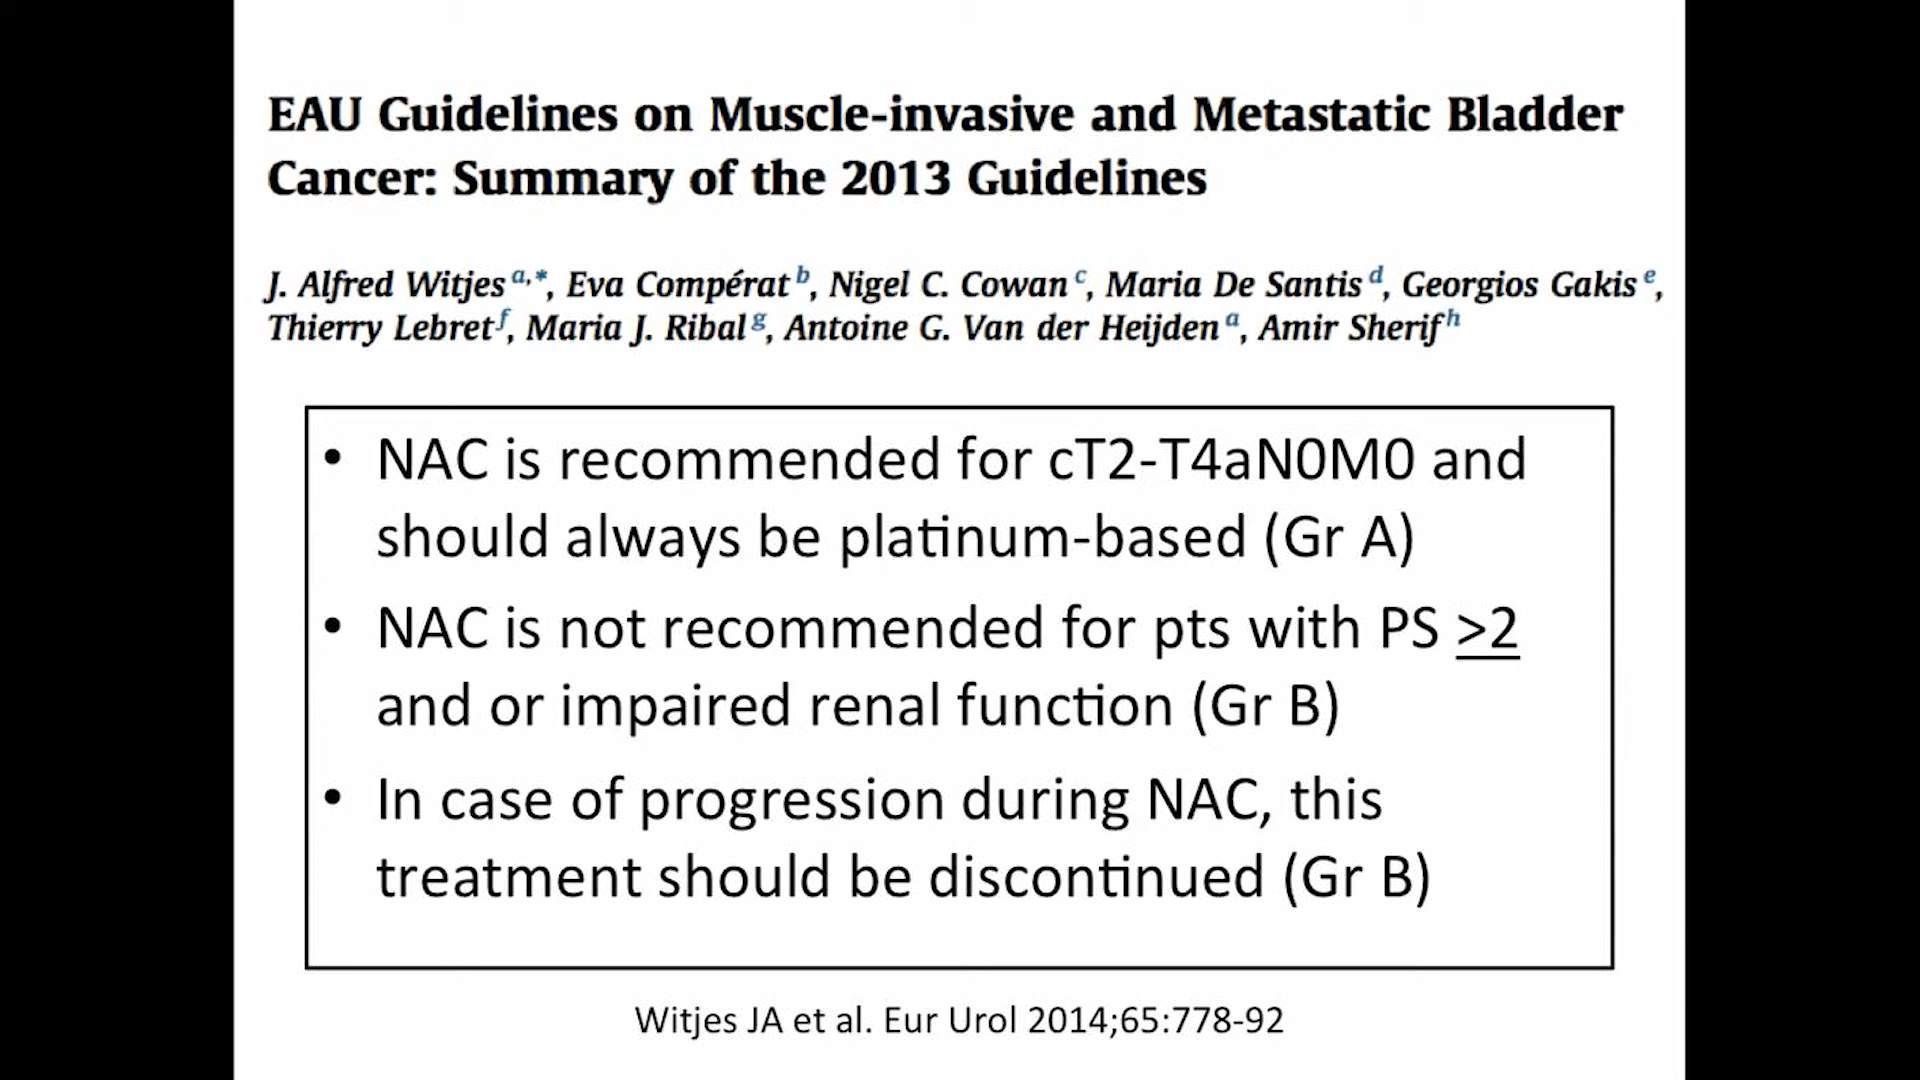 EAU Guidelines on Muscle-invasive and Metastatic Bladder
Cancer: Summary of the 2013 Guidelines
J. Alfred Witjes a,*, Eva Compérat b, Nigel C. Cowan c, Maria De Santis d, Georgios Gakis e,
Thierry Lebret f, Maria J. Ribal g, Antoine G. Van der Heijden a, Amir Sherif h
• NAC is recommended for cT2-T4aN0M0 and
should always be platinum-based (Gr A)
• NAC is not recommended for pts with PS >2
and or impaired renal function (Gr B)
• In case of progression during NAC, this
treatment should be discontinued (Gr B)
Witjes JA et al. Eur Urol 2014;65:778-92